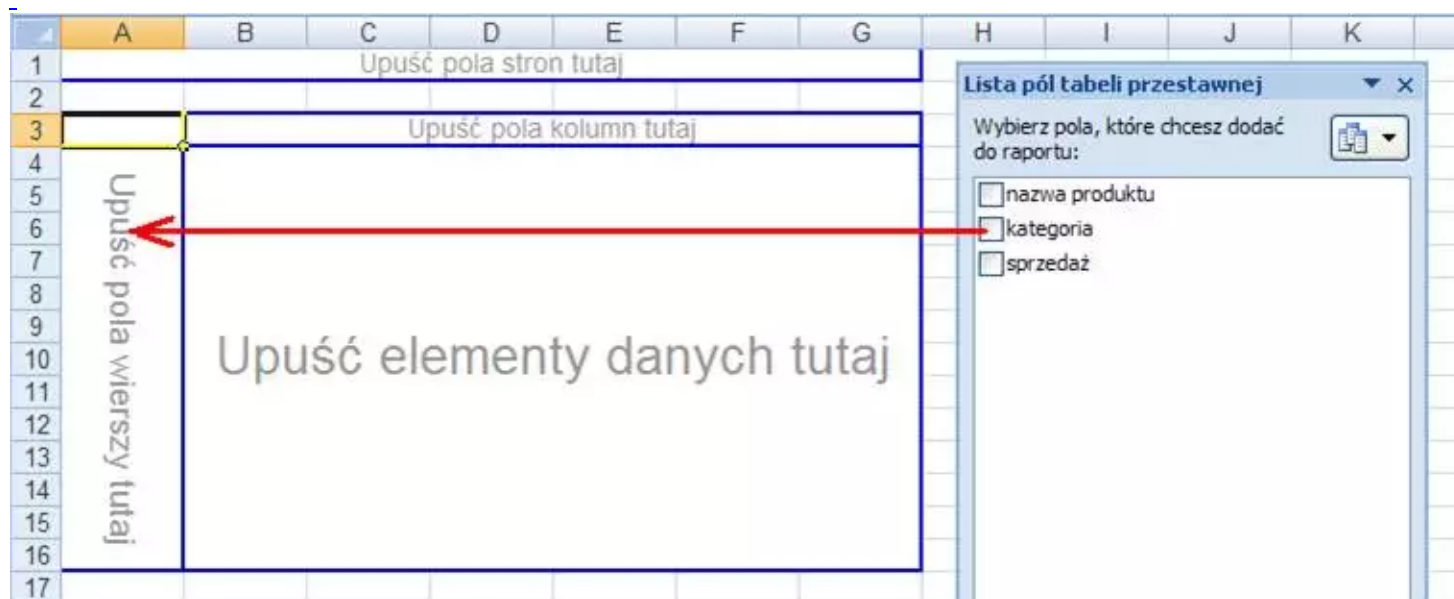 A B C D E F G H I J K
1 Upuść pola stron tutaj
Lista pól tabeli przestawnej
2
3 Upuść pola kolumn tutaj
Wybierz pola, które chcesz dodać
do raportu:
4
5
6
7
8
9
10
11
12
13
14
15
16
17
Upuść pola wierszy tutaj
Upuść elementy danych tutaj
nazwa produktu
kategoria
sprzedaż